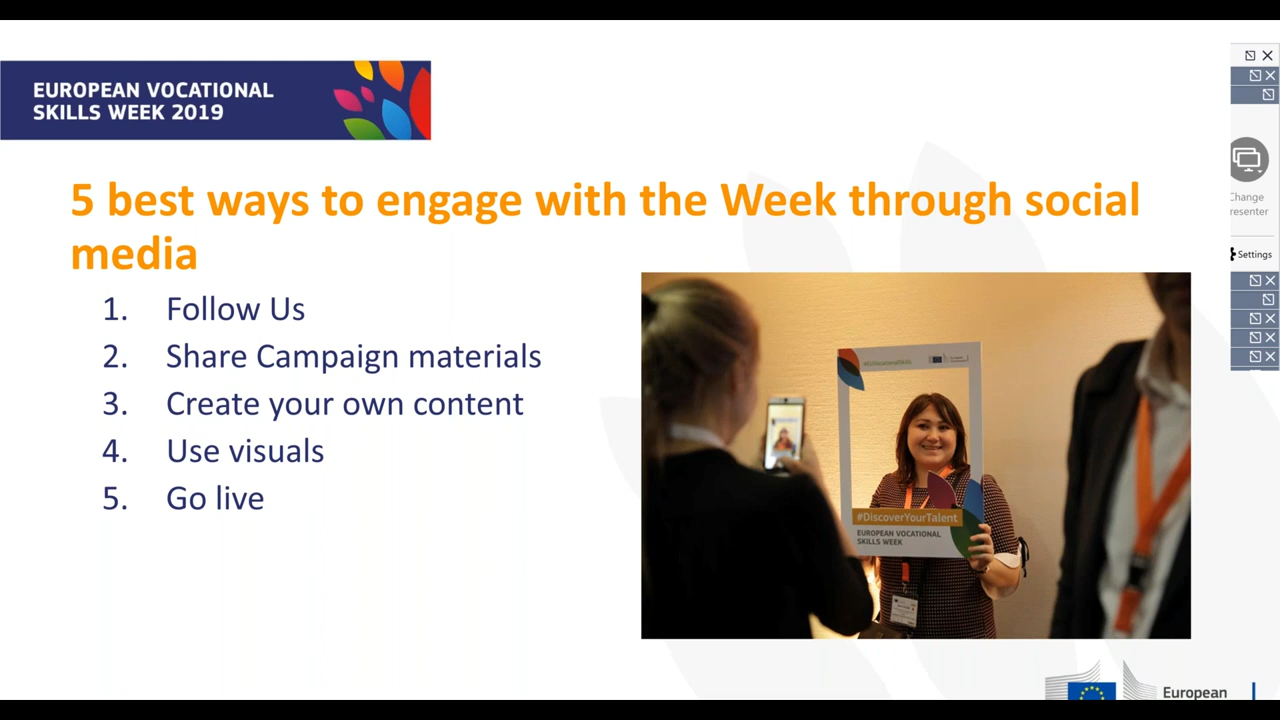 EUROPEAN VOCATIONAL
SKILLS WEEK 2019
5 best ways to engage with the Week through social
media
1. Follow Us
2. Share Campaign materials
3. Create your own content
4. Use visuals
5. Go live
#DiscoverYourTalent
EUROPEAN VOCATIONAL
SKILLS WEEK
Settings
European